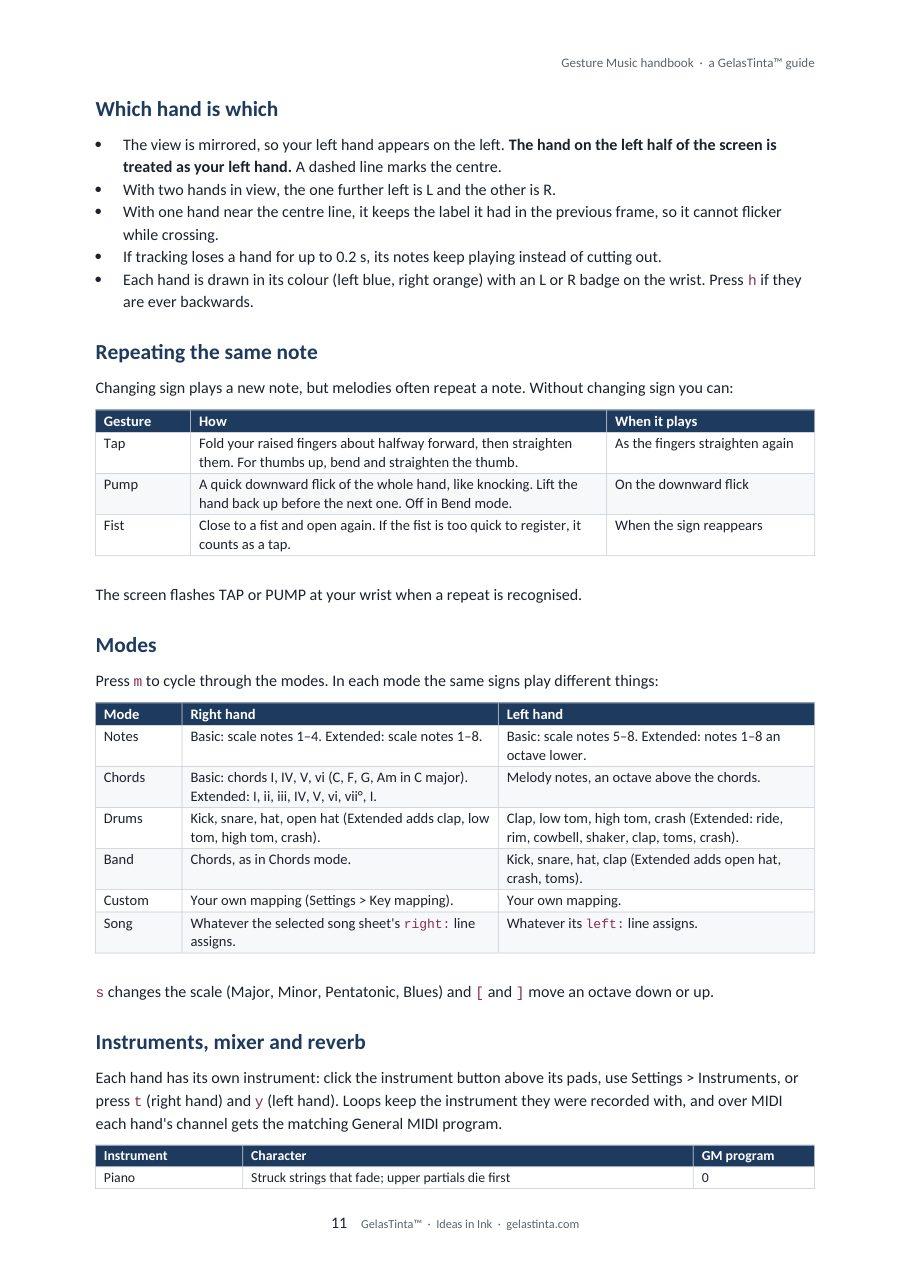 Gesture Music handbook · a GelasTinta™ guide
Which hand is which
• The view is mirrored, so your left hand appears on the left. The hand on the left half of the screen is
treated as your left hand. A dashed line marks the centre.
• With two hands in view, the one further left is L and the other is R.
• With one hand near the centre line, it keeps the label it had in the previous frame, so it cannot flicker
while crossing.
• If tracking loses a hand for up to 0.2 s, its notes keep playing instead of cutting out.
• Each hand is drawn in its colour (left blue, right orange) with an L or R badge on the wrist. Press h if they
are ever backwards.
Repeating the same note
Changing sign plays a new note, but melodies often repeat a note. Without changing sign you can:
Gesture How When it plays
Tap Fold your raised fingers about halfway forward, then straighten As the fingers straighten again
them. For thumbs up, bend and straighten the thumb.
Pump A quick downward flick of the whole hand, like knocking. Lift the On the downward flick
hand back up before the next one. Off in Bend mode.
Fist Close to a fist and open again. If the fist is too quick to register, it When the sign reappears
counts as a tap.
The screen flashes TAP or PUMP at your wrist when a repeat is recognised.
Modes
Press m to cycle through the modes. In each mode the same signs play different things:
Mode Right hand Left hand
Notes Basic: scale notes 1–4. Extended: scale notes 1–8. Basic: scale notes 5–8. Extended: notes 1–8 an
octave lower.
Chords Basic: chords I, IV, V, vi (C, F, G, Am in C major). Melody notes, an octave above the chords.
Extended: I, ii, iii, IV, V, vi, vii°, I.
Drums Kick, snare, hat, open hat (Extended adds clap, low Clap, low tom, high tom, crash (Extended: ride,
tom, high tom, crash). rim, cowbell, shaker, clap, toms, crash).
Band Chords, as in Chords mode. Kick, snare, hat, clap (Extended adds open hat,
crash, toms).
Custom Your own mapping (Settings > Key mapping). Your own mapping.
Song Whatever the selected song sheet's right: line Whatever its left: line assigns.
assigns.
s changes the scale (Major, Minor, Pentatonic, Blues) and [ and ] move an octave down or up.
Instruments, mixer and reverb
Each hand has its own instrument: click the instrument button above its pads, use Settings > Instruments, or
press t (right hand) and y (left hand). Loops keep the instrument they were recorded with, and over MIDI
each hand's channel gets the matching General MIDI program.
Instrument Character GM program
Piano Struck strings that fade; upper partials die first 0
11 GelasTinta™ · Ideas in Ink · gelastinta.com